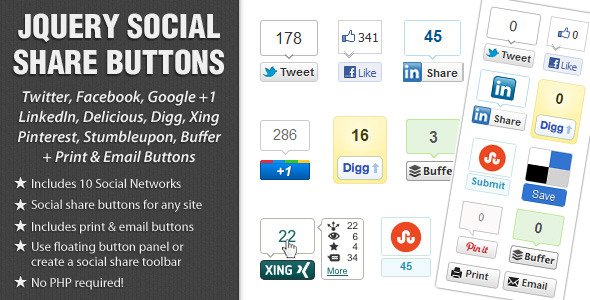 JQUERY SOCIAL
SHARE BUTTONS
Twitter, Facebook, Google +1
LinkedIn, Delicious, Digg, Xing
Pinterest, Stumbleupon, Buffer
+ Print & Email Buttons
★ Includes 10 Social Networks
★ Social share buttons for any site
★ Includes print & email buttons
★ Use floating button panel or
create a social share toolbar
★ No PHP required!
178
Tweet
341
Like
45
in Share
286
+1
16
Digg
3
Buffer
22
XING
22
6
4
34
More
45
0
Tweet
0
Like
in
in Share
0
Digg
Submit
Save
0
Pin it
0
Buffer
Print
Email